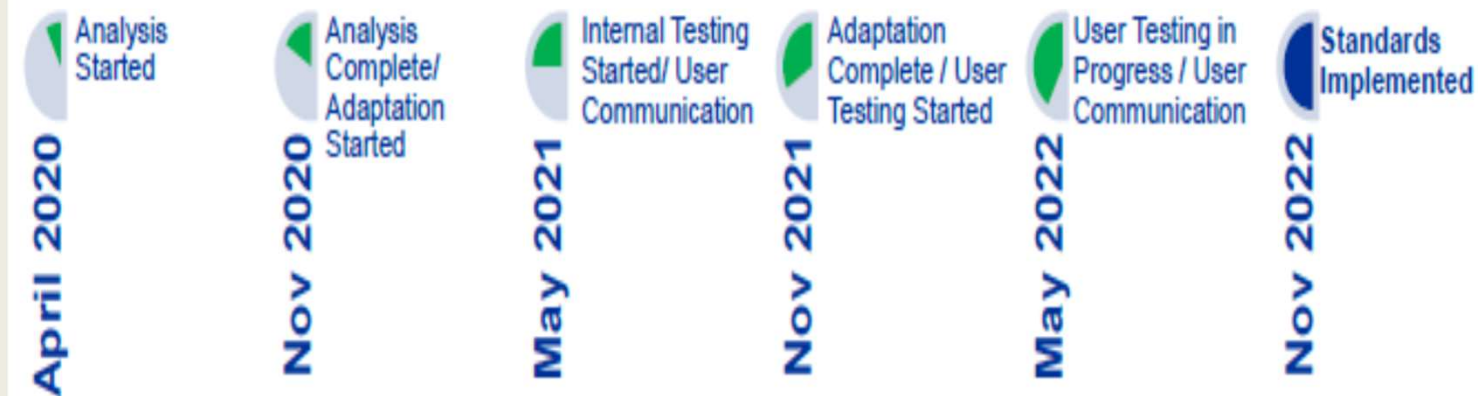 Analysis
Started
April 2020
Analysis
Complete/
Adaptation
Started
Nov 2020
Internal Testing
Started/ User
Communication
May 2021
Adaptation
Complete / User
Testing Started
Nov 2021
User Testing in
Progress / User
Communication
May 2022
Standards
Implemented
Nov 2022